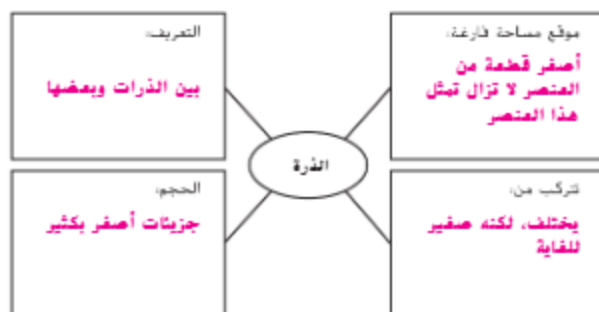 موقع مساحة فارغة:
أصغر قطعة من
العنصر لا تزال تمثل
هذا العنصر
التعريف:
بين الذرات وبعضها
الذرة
تتركب من:
يختلف، لكنه صغير
للغاية
الحجم:
جزيئات أصغر بكثير